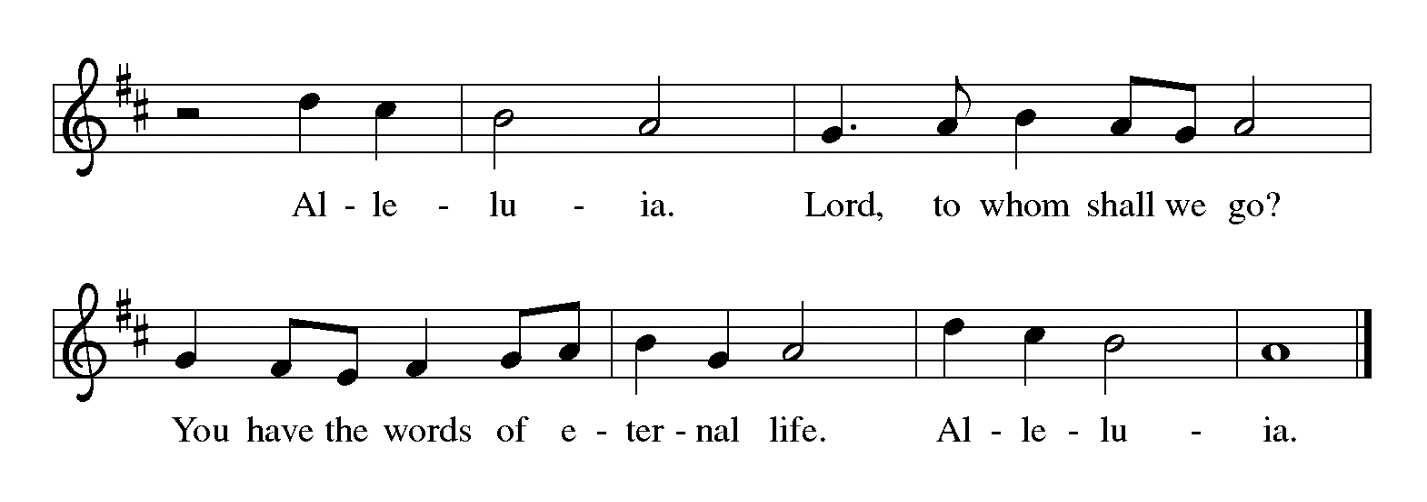 Al - le - lu - ia. Lord, to whom shall we go?
You have the words of e - ter - nal life. Al - le - lu - ia.